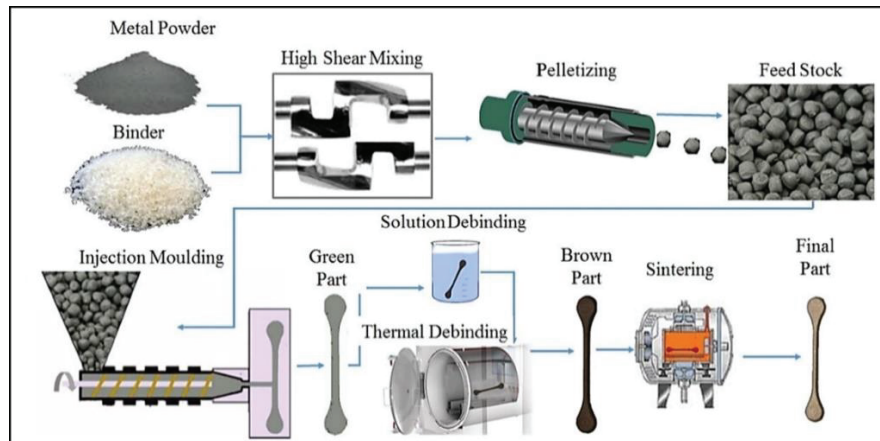 Metal Powder
High Shear Mixing
Pelletizing
Feed Stock
Binder
Solution Debinding
Injection Moulding
Green
Part
Brown
Part
Sintering
Final
Part
Thermal Debinding